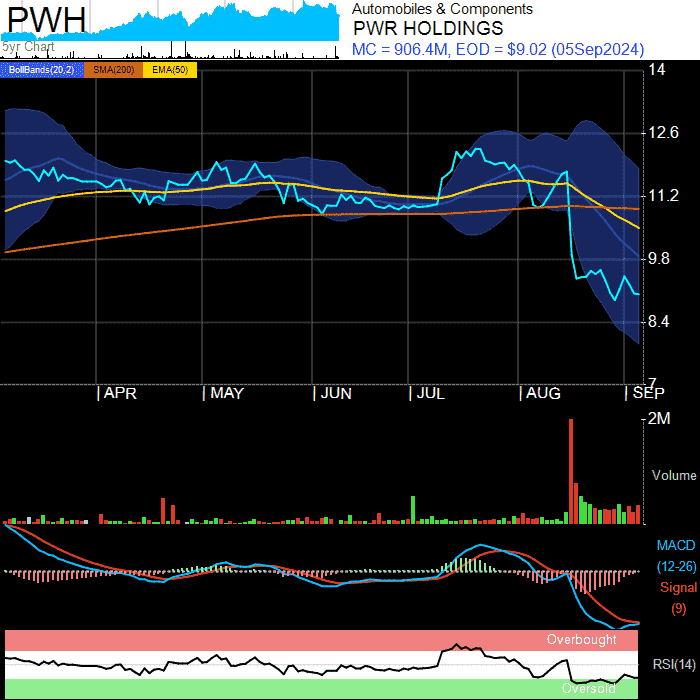 PWH
5yr Chart
Automobiles & Components
PWR HOLDINGS
MC = 906.4M, EOD = $9.02 (05Sep2024)
BollBands(20,2) SMA(200) EMA(50)
14
12.6
11.2
9.8
8.4
7
APR MAY JUN JUL AUG SEP
2M
Volume
MACD
(12-26)
Signal
(9)
Overbought
RSI(14)
Oversold